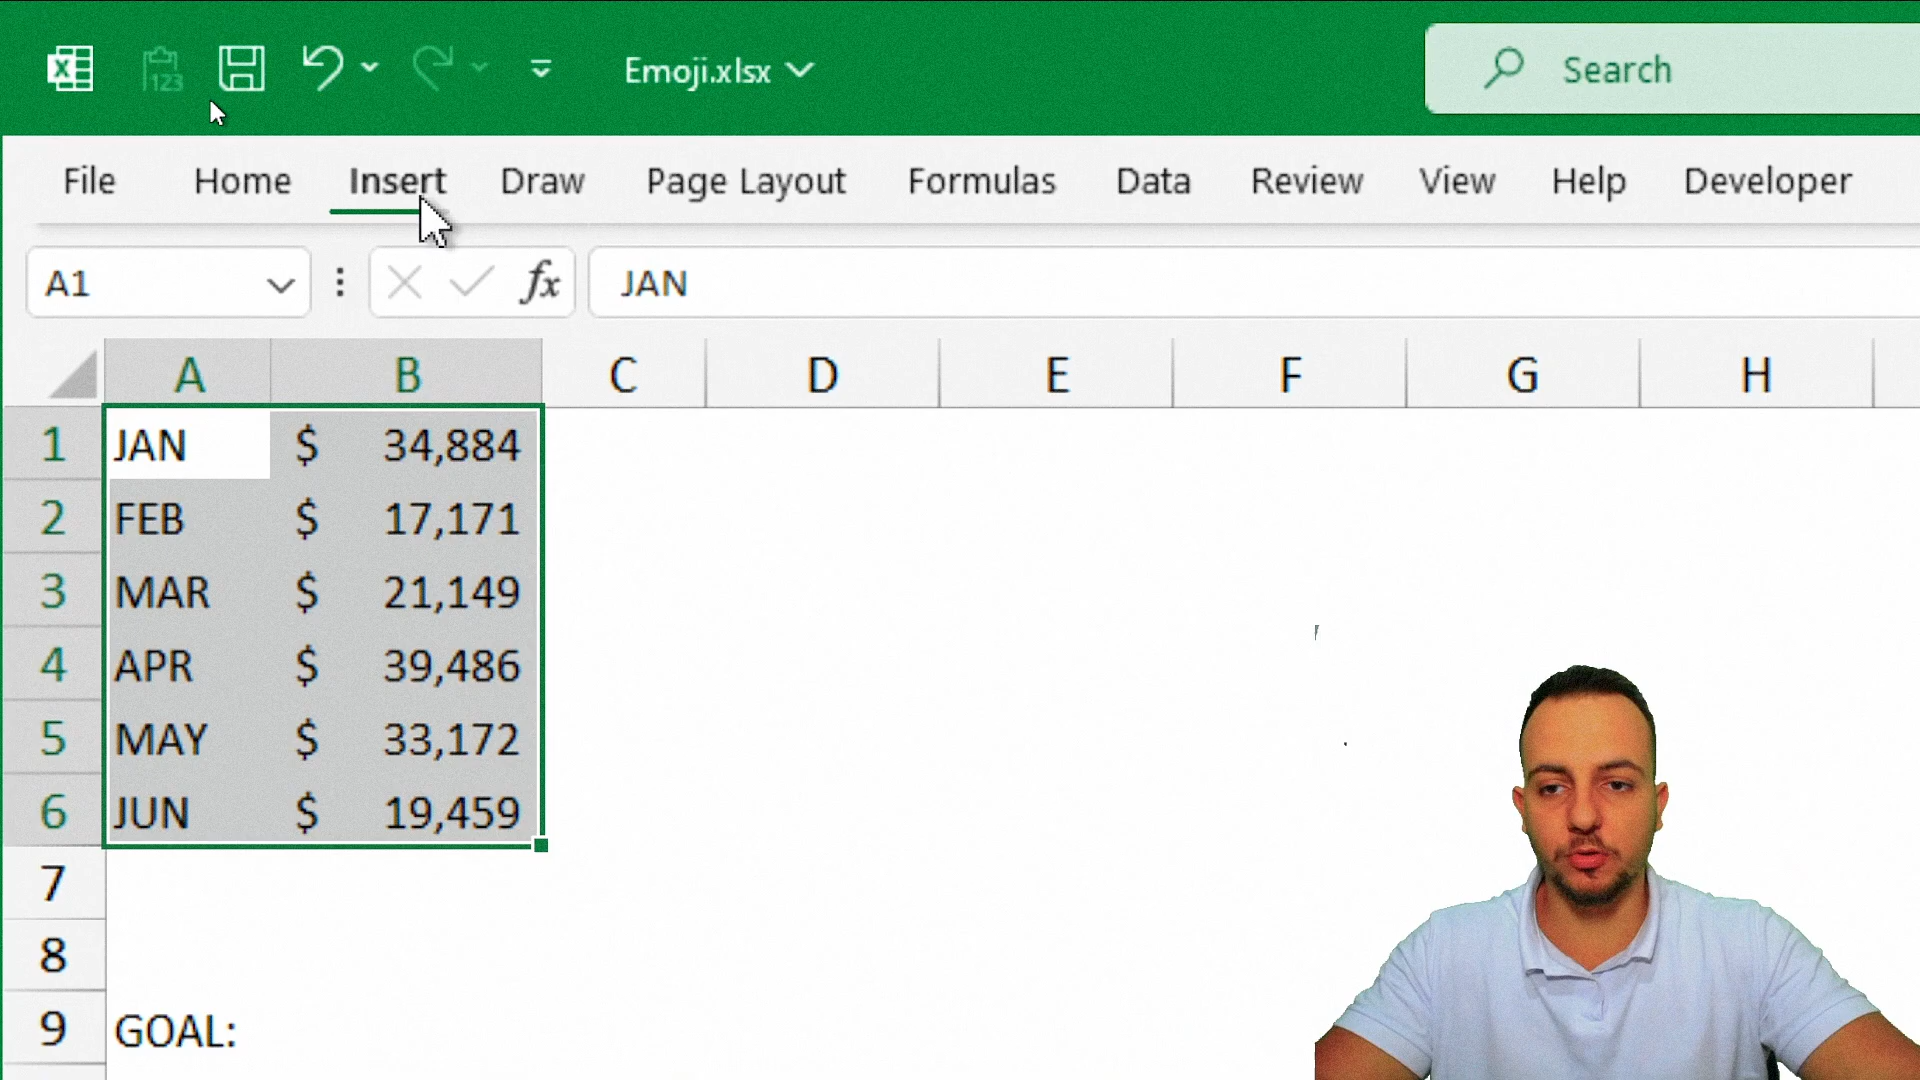 X 123 Emoji.xlsx Search
File Home Insert Draw Page Layout Formulas Data Review View Help Developer
A1 fx JAN
A B C D E F G H
1 JAN $ 34,884
2 FEB $ 17,171
3 MAR $ 21,149
4 APR $ 39,486
5 MAY $ 33,172
6 JUN $ 19,459
7
8
9 GOAL: